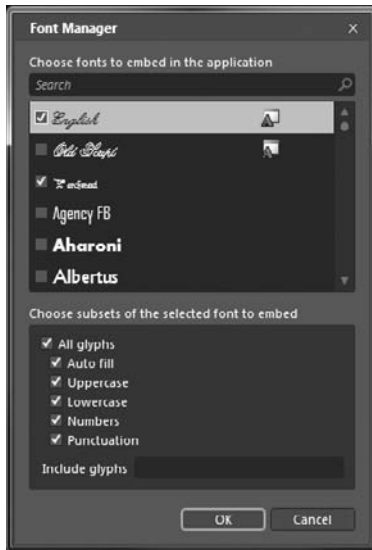 Font Manager
X
Choose fonts to embed in the application
Search
English
Old Script
Agency FB
Aharoni
Albertus
Choose subsets of the selected font to embed
All glyphs
Auto fill
Uppercase
Lowercase
Numbers
Punctuation
Include glyphs
OK Cancel